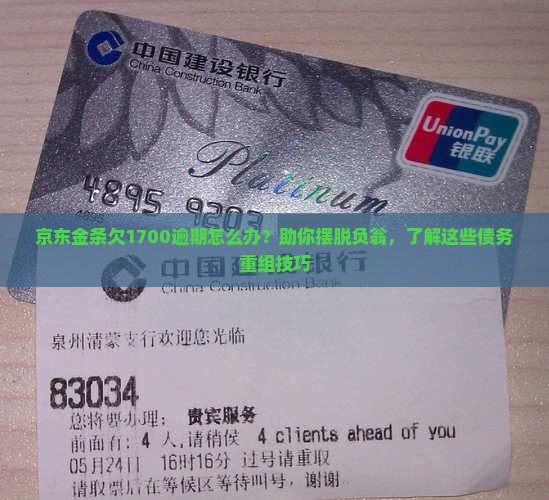 中国建设银行
China Construction Bank
UnionPay
银联
Platinum
4895 9203
京东金条欠1700逾期怎么办？助你摆脱负翁，了解这些债务
重组技巧
中国建设银行
China Construction Bank
泉州清蒙支行欢迎您光临
83034
您将要办理： 贵宾服务
前面有： 4 人,请稍侯 4 clients ahead of you
05月24日 16时16分 过号请重取
请取票后在等候区等待叫号，谢谢